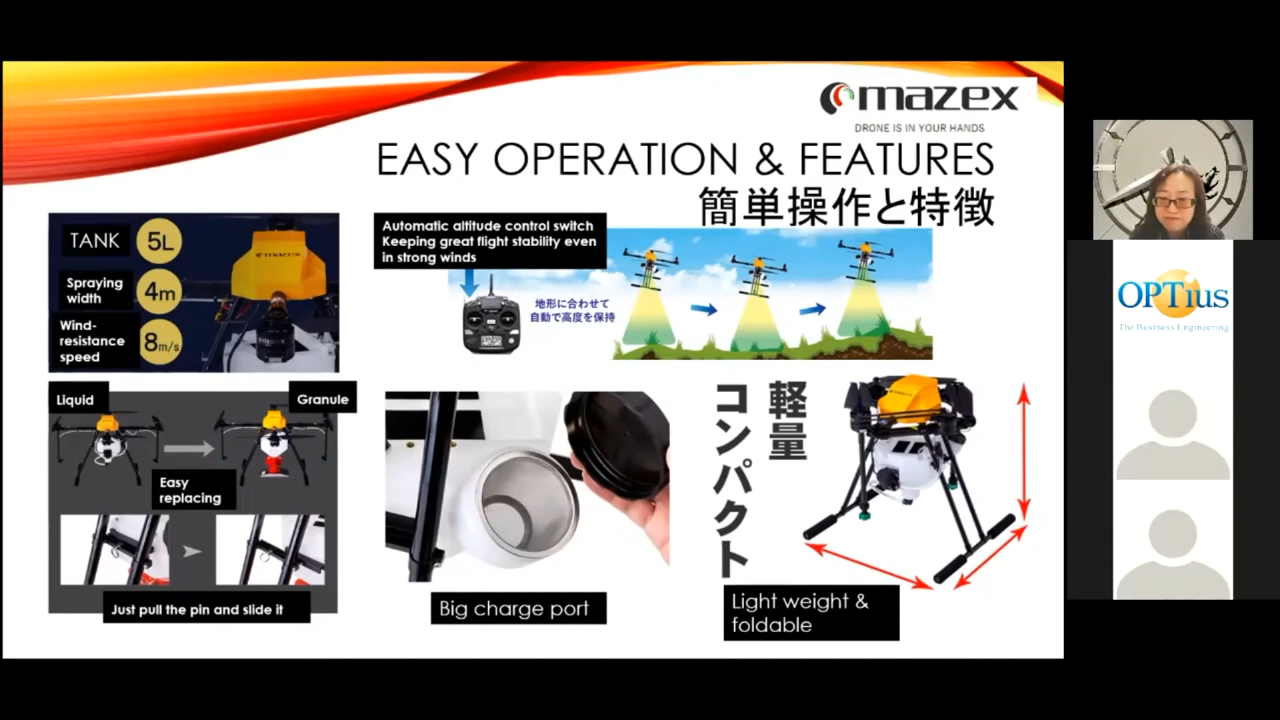 mazex
DRONE IS IN YOUR HANDS
EASY OPERATION & FEATURES
簡単操作と特徴
TANK 5L
Spraying
width
4m
Wind-
resistance
speed
8m/s
Automatic altitude control switch
Keeping great flight stability even
in strong winds
地形に合わせて
自動で高度を保持
Liquid
Granule
Easy
replacing
Just pull the pin and slide it
Big charge port
軽量
コンパクト
Light weight &
foldable
OPTius
The Business Engineering